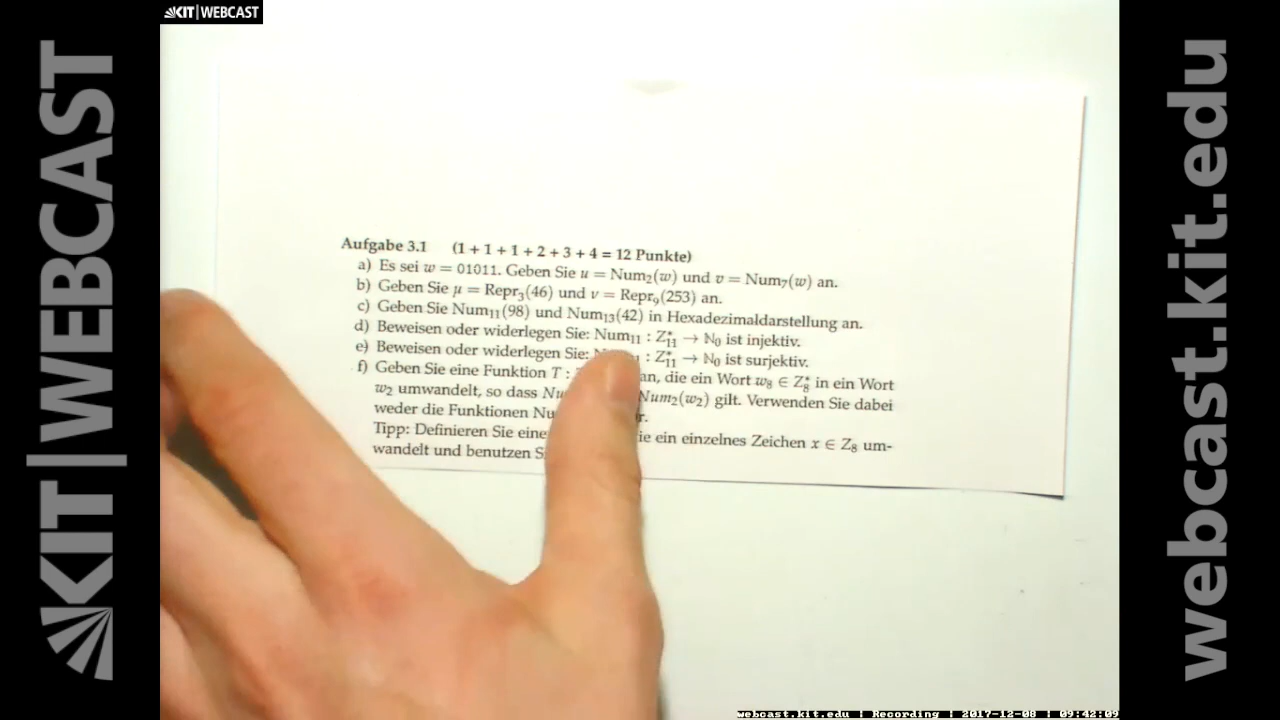 KIT|WEBCAST
KIT|WEBCAST
webcast.kit.edu
Aufgabe 3.1 (1 + 1 + 1 + 2 + 3 + 4 = 12 Punkte)
a) Es sei w = 01011. Geben Sie u = Num₂(w) und v = Num₇(w) an.
b) Geben Sie μ = Repr₃(46) und ν = Repr₉(253) an.
c) Geben Sie Num₁₁(98) und Num₁₃(42) in Hexadezimaldarstellung an.
d) Beweisen oder widerlegen Sie: Num₁₁ : Z*₁₁ → ℕ₀ ist injektiv.
e) Beweisen oder widerlegen Sie: : Z*₁₁ → ℕ₀ ist surjektiv.
f) Geben Sie eine Funktion T : an, die ein Wort w₈ ∈ Z*₈ in ein Wort
w₂ umwandelt, so dass Num₂(w₂) gilt. Verwenden Sie dabei
weder die Funktionen
Tipp: Definieren Sie eine ein einzelnes Zeichen x ∈ Z₈ um-
wandelt und benutzen
webcast.kit.edu | Recording | 2017-12-08 | 09:42:09